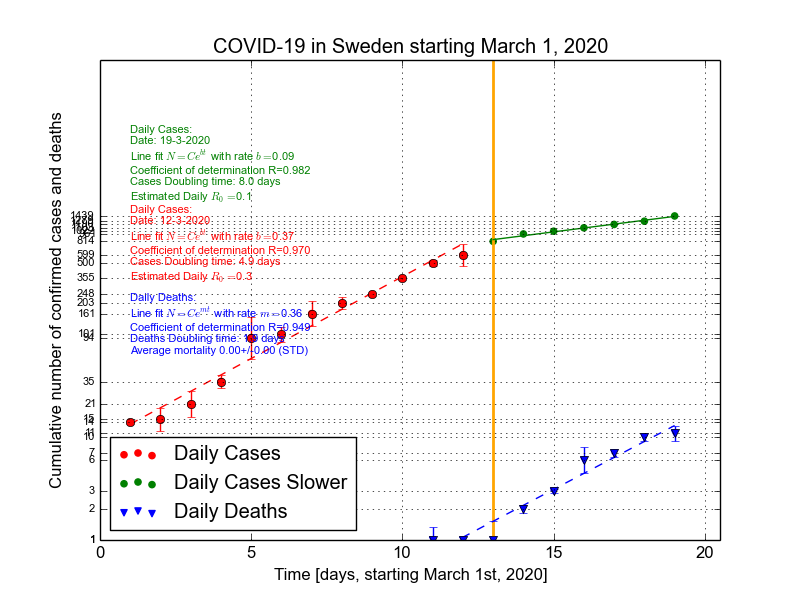 COVID-19 in Sweden starting March 1, 2020
Cumulative number of confirmed cases and deaths
Daily Cases:
Date: 19-3-2020
Line fit N = Ce^{bt} with rate b =0.09
Coefficient of determination R=0.982
Cases Doubling time: 8.0 days
Estimated Daily R_0 =0.1
Daily Cases:
Date: 12-3-2020
Line fit N = Ce^{bt} with rate b =0.37
Coefficient of determination R=0.970
Cases Doubling time: 4.9 days
Estimated Daily R_0 =0.3
Daily Deaths:
Line fit N = Ce^{mt} with rate m =0.36
Coefficient of determination R=0.949
Deaths Doubling time: days
Average mortality 0.00+/-0.00 (STD)
1439
814
599
500
355
248
203
161
101
94
35
21
15
14
11
10
7
6
3
2
1
Daily Cases
Daily Cases Slower
Daily Deaths
0 5 10 15 20
Time [days, starting March 1st, 2020]